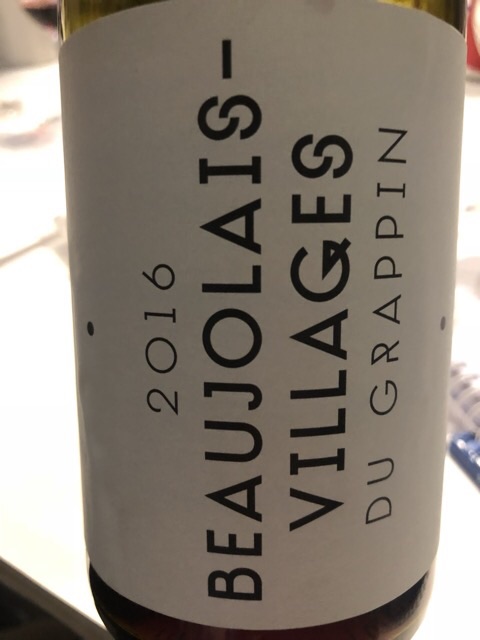 2016
BEAUJOLAIS-
VILLAGES
DU GRAPPIN